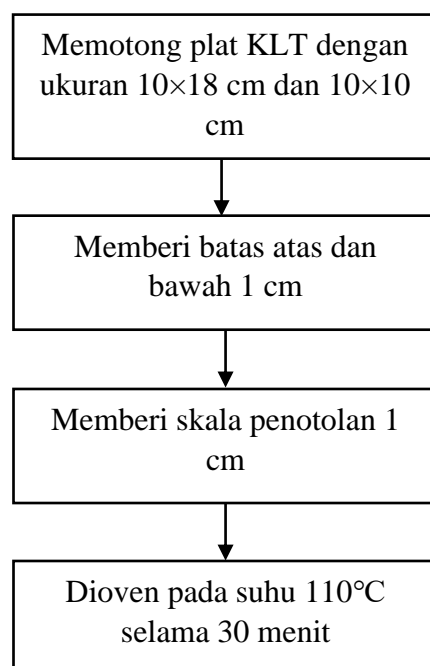 Memotong plat KLT dengan
ukuran 10×18 cm dan 10×10
cm
Memberi batas atas dan
bawah 1 cm
Memberi skala penotolan 1
cm
Dioven pada suhu 110°C
selama 30 menit